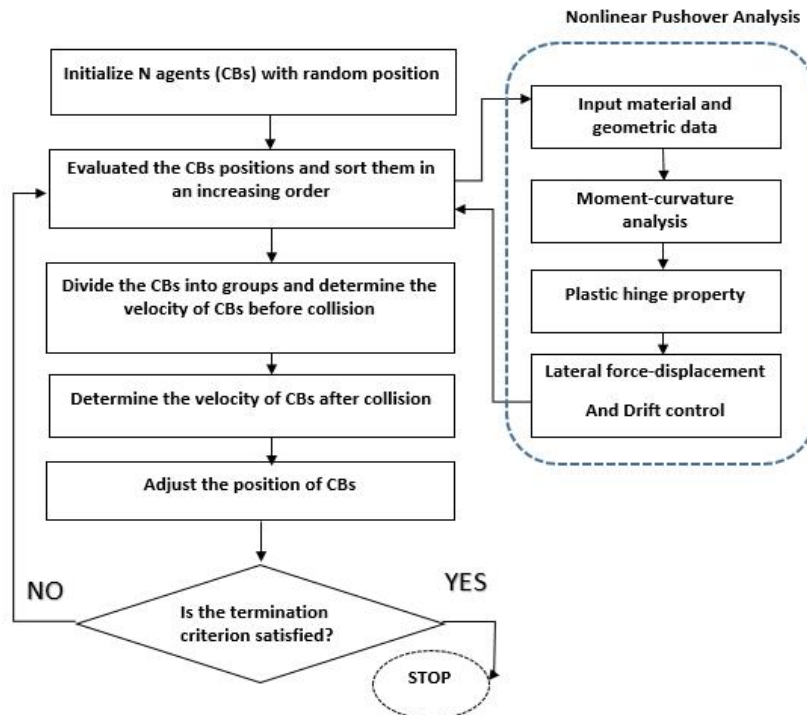 Nonlinear Pushover Analysis
Initialize N agents (CBs) with random position
Evaluated the CBs positions and sort them in
an increasing order
Divide the CBs into groups and determine the
velocity of CBs before collision
Determine the velocity of CBs after collision
Adjust the position of CBs
Is the termination
criterion satisfied?
NO
YES
STOP
Input material and
geometric data
Moment-curvature
analysis
Plastic hinge property
Lateral force-displacement
And Drift control